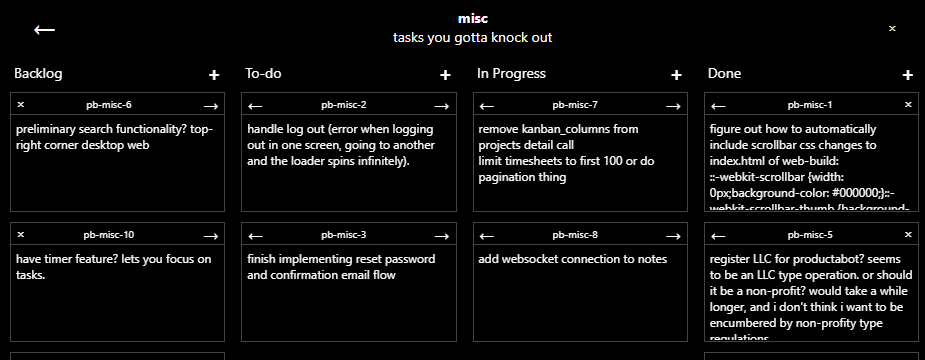 ←
misc
tasks you gotta knock out
×
Backlog +
To-do +
In Progress +
Done +
× pb-misc-6 →
preliminary search functionality? top-
right corner desktop web
← pb-misc-2 →
handle log out (error when logging
out in one screen, going to another
and the loader spins infinitely).
← pb-misc-7 →
remove kanban_columns from
projects detail call
limit timesheets to first 100 or do
pagination thing
← pb-misc-1 ×
figure out how to automatically
include scrollbar css changes to
index.html of web-build:
::-webkit-scrollbar {width:
0px;background-color: #000000;}::-
webkit-scrollbar-thumb {background-
× pb-misc-10 →
have timer feature? lets you focus on
tasks.
← pb-misc-3 →
finish implementing reset password
and confirmation email flow
← pb-misc-8 →
add websocket connection to notes
← pb-misc-5 ×
register LLC for productabot? seems
to be an LLC type operation. or should
it be a non-profit? would take a while
longer, and i don't think i want to be
encumbered by non-profity type
regulations